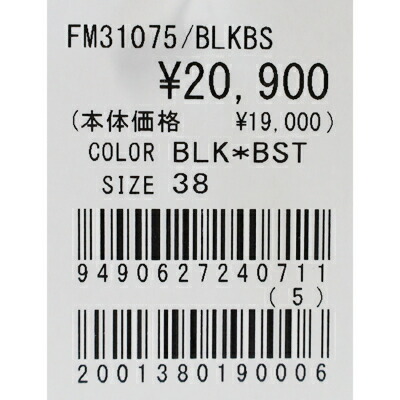 FM31075/BLKBS
¥20,900
(本体価格 ¥19,000)
COLOR BLK*BST
SIZE 38
9490627240711
(5)
2001380190006